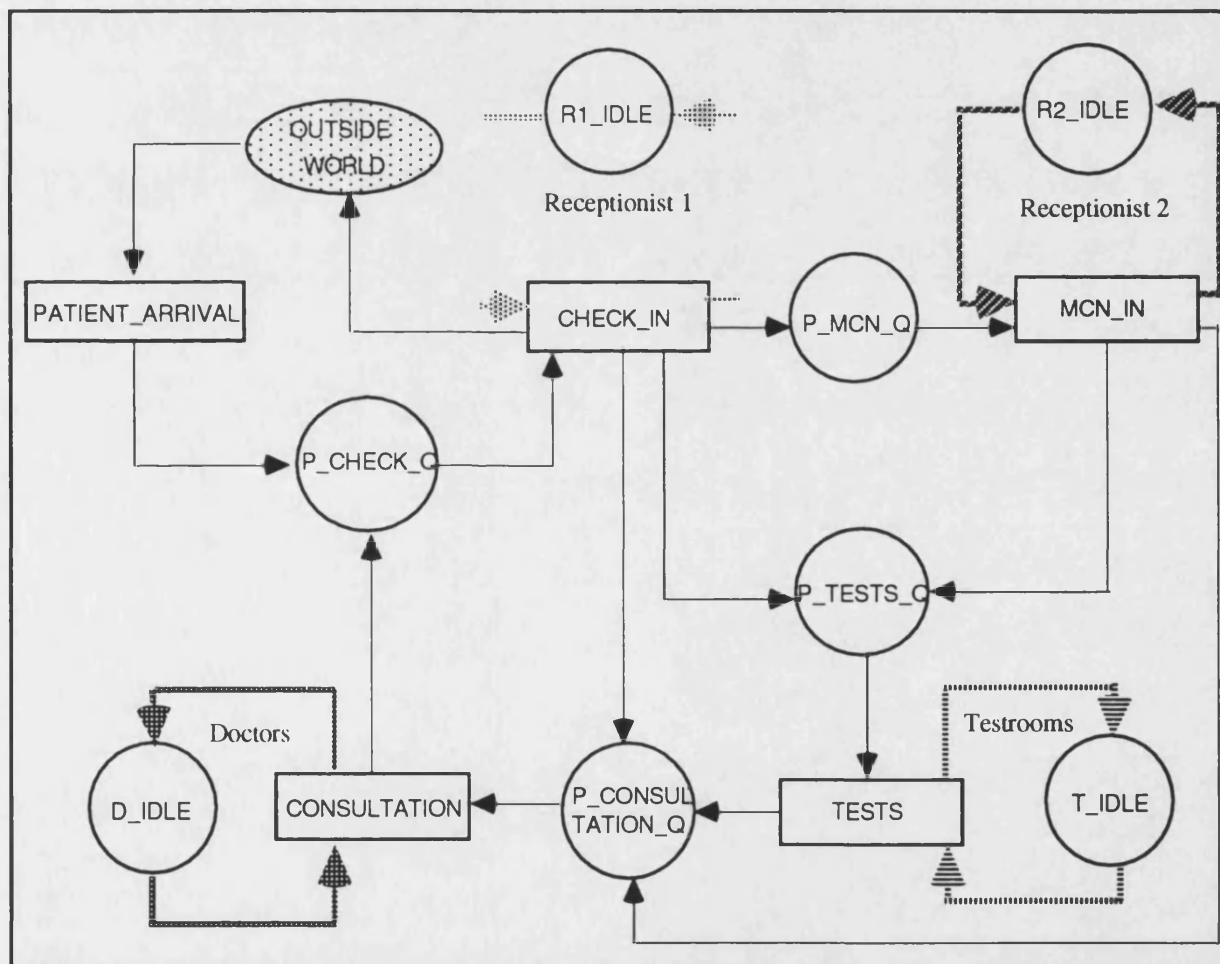 R1_IDLE
R2_IDLE
OUTSIDE
WORLD
Receptionist 1
Receptionist 2
PATIENT_ARRIVAL
CHECK_IN
P_MCN_Q
MCN_IN
P_CHECK_Q
P_TESTS_Q
Doctors
Testrooms
D_IDLE
CONSULTATION
P_CONSUL
TATION_Q
TESTS
T_IDLE